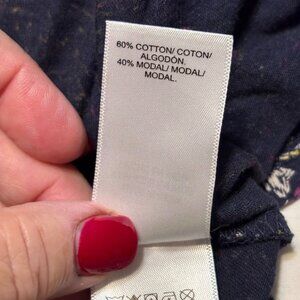 60% COTTON/ COTON/
ALGODÓN.
40% MODAL/ MODAL/
MODAL.